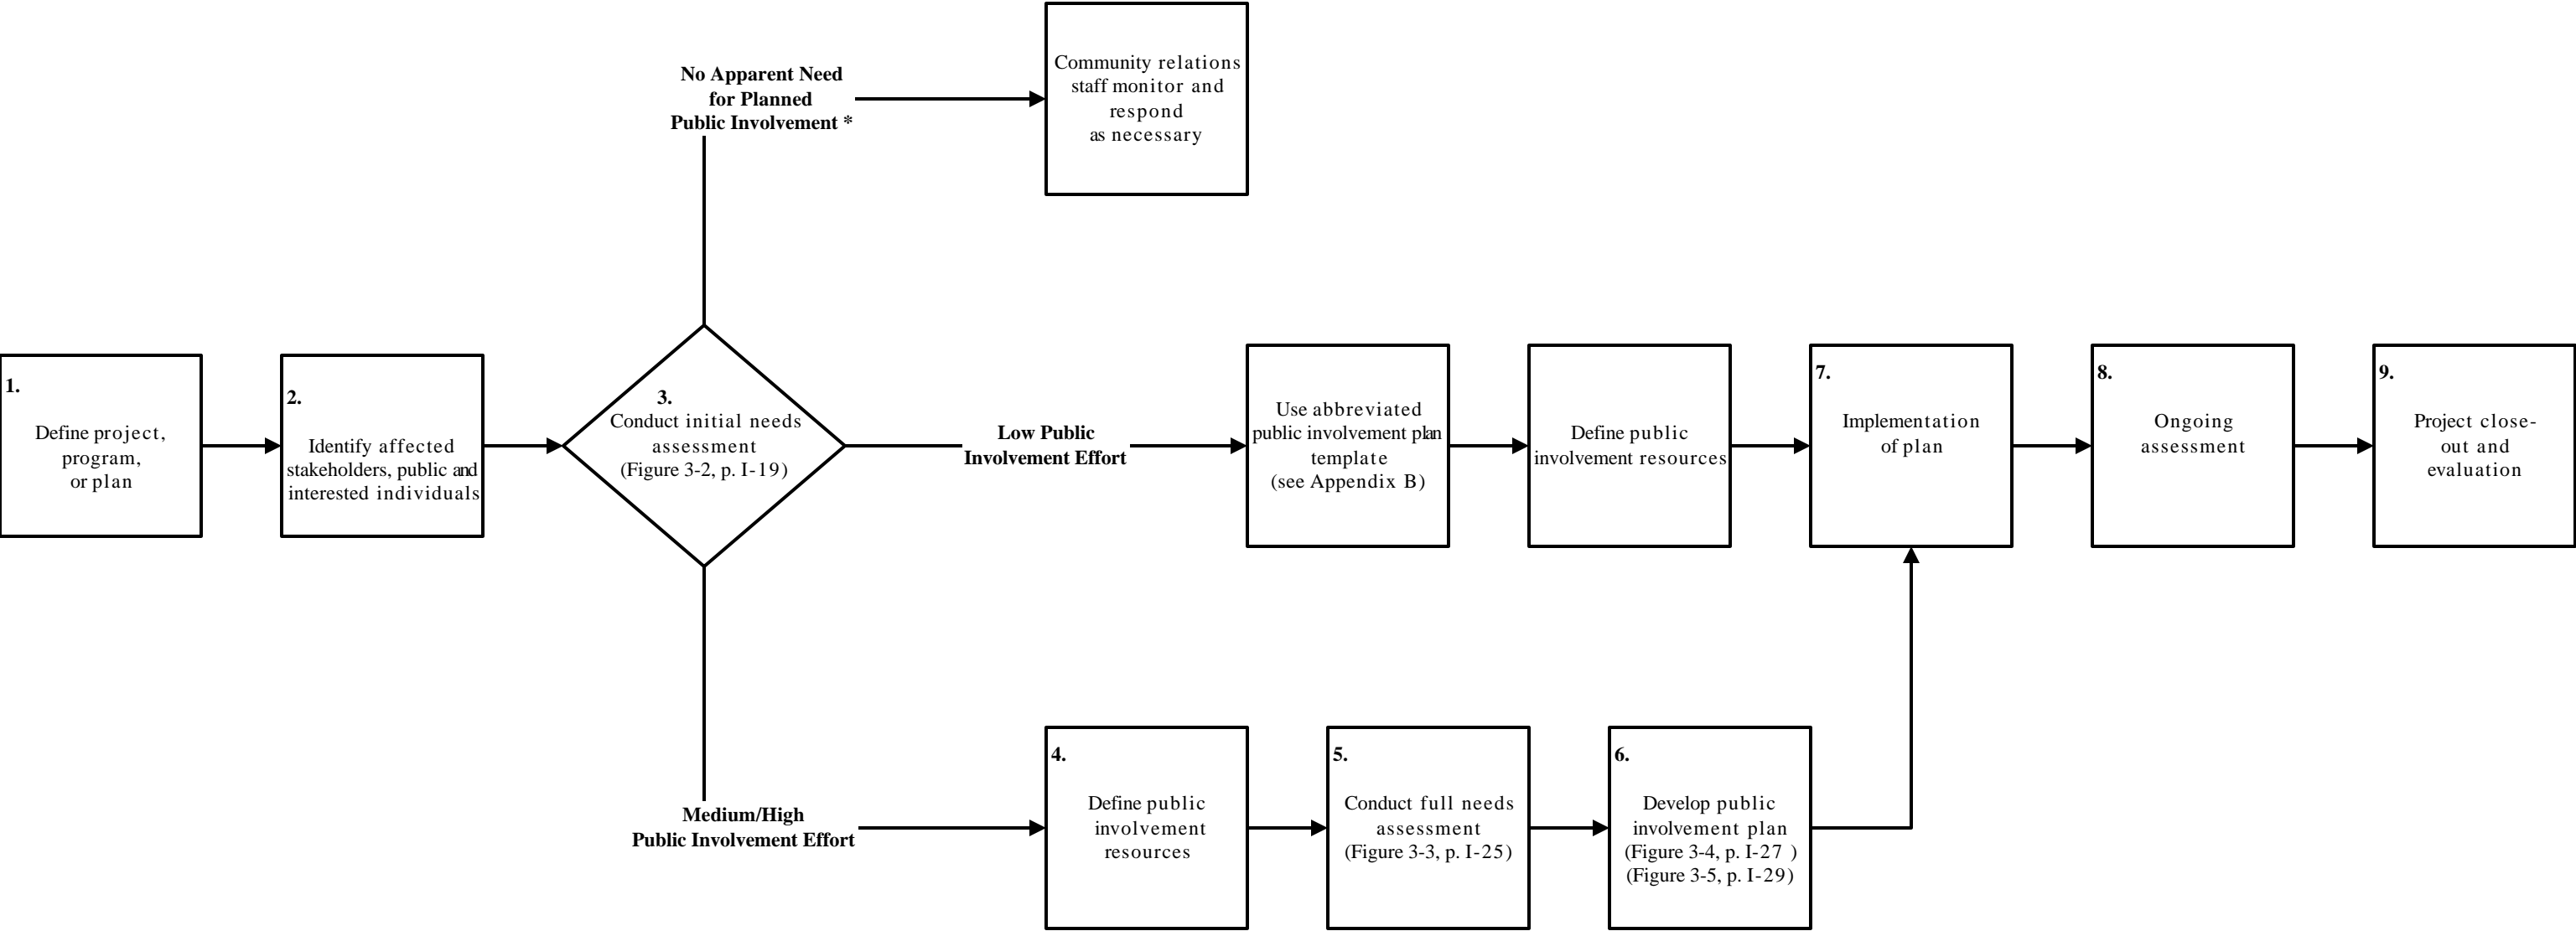 No Apparent Need
for Planned
Public Involvement *
Community relations
staff monitor and
respond
as necessary
1.
Define project,
program,
or plan
2.
Identify affected
stakeholders, public and
interested individuals
3.
Conduct initial needs
assessment
(Figure 3-2, p. I-19)
Low Public
Involvement Effort
Use abbreviated
public involvement plan
template
(see Appendix B)
Define public
involvement resources
7.
Implementation
of plan
8.
Ongoing
assessment
9.
Project close-
out and
evaluation
Medium/High
Public Involvement Effort
4.
Define public
involvement
resources
5.
Conduct full needs
assessment
(Figure 3-3, p. I-25)
6.
Develop public
involvement plan
(Figure 3-4, p. I-27 )
(Figure 3-5, p. I-29)